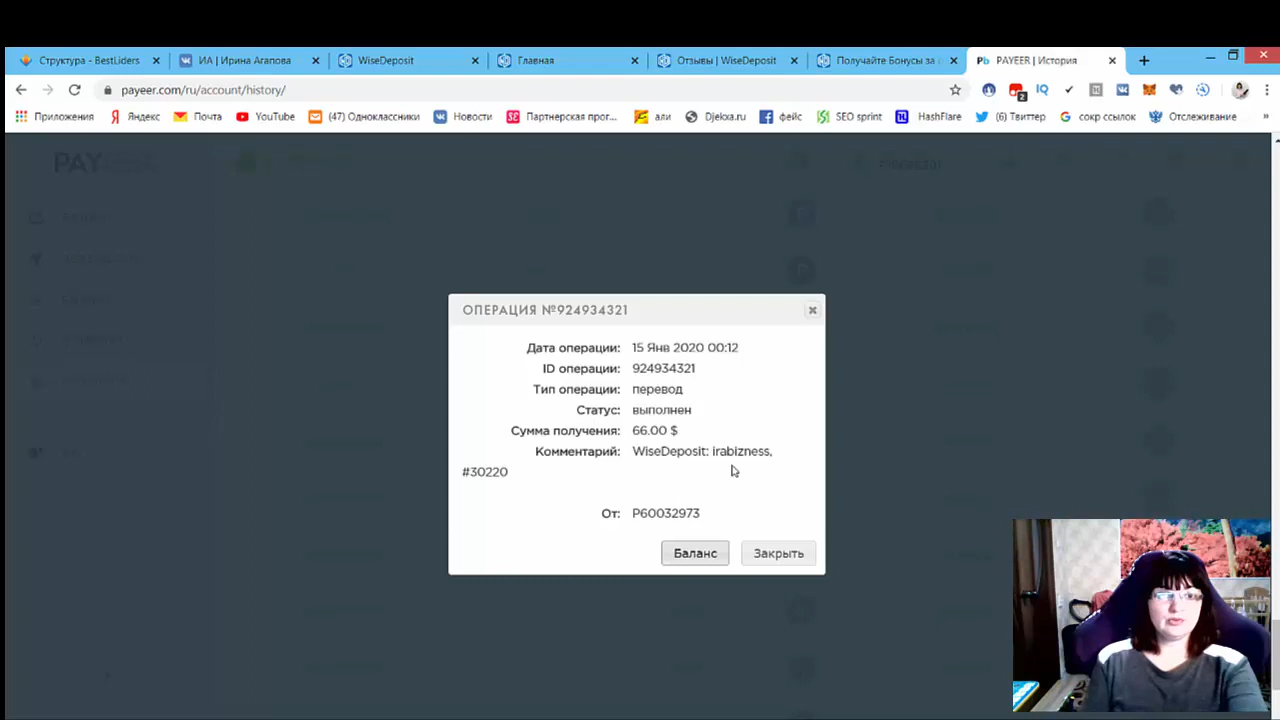 Структура - BestLiders
ИА | Ирина Агапова
WiseDeposit
Главная
Отзывы | WiseDeposit
Получайте Бонусы за
PAYEER | История
payeer.com/ru/account/history/
2
Приложения
Яндекс
Почта
YouTube
(47) Одноклассники
Новости
Партнерская прог...
али
Djekxa.ru
фейс
SEO sprint
HashFlare
(6) Твиттер
сокр ссылок
Отслеживание
PAY
ОПЕРАЦИЯ №924934321
Дата операции: 15 Янв 2020 00:12
ID операции: 924934321
Тип операции: перевод
Статус: выполнен
Сумма получения: 66.00 $
Комментарий: WiseDeposit: irabizness,
#30220
От: P60032973
Баланс
Закрыть